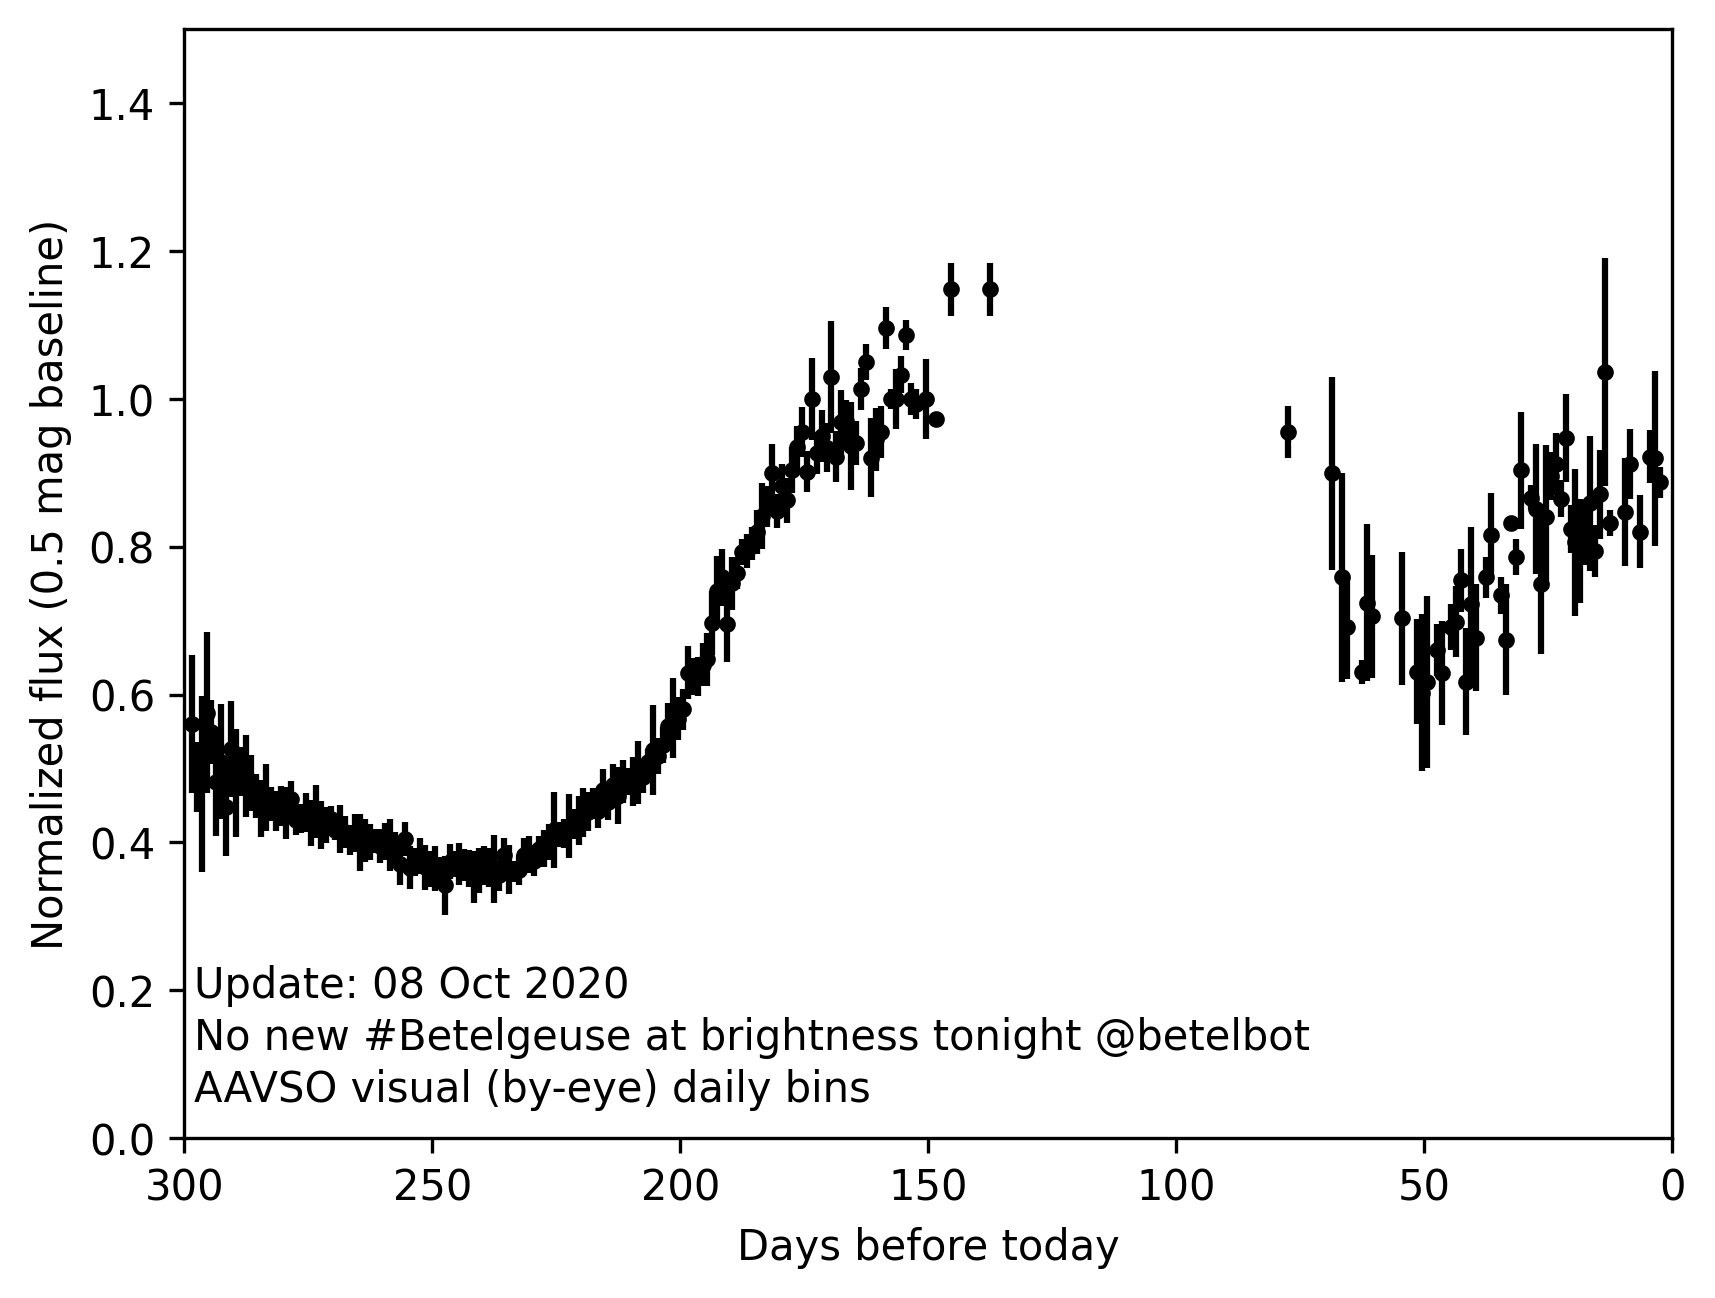 1.4
1.2
1.0
0.8
0.6
0.4
0.2
0.0
Normalized flux (0.5 mag baseline)
Update: 08 Oct 2020
No new #Betelgeuse at brightness tonight @betelbot
AAVSO visual (by-eye) daily bins
300 250 200 150 100 50 0
Days before today